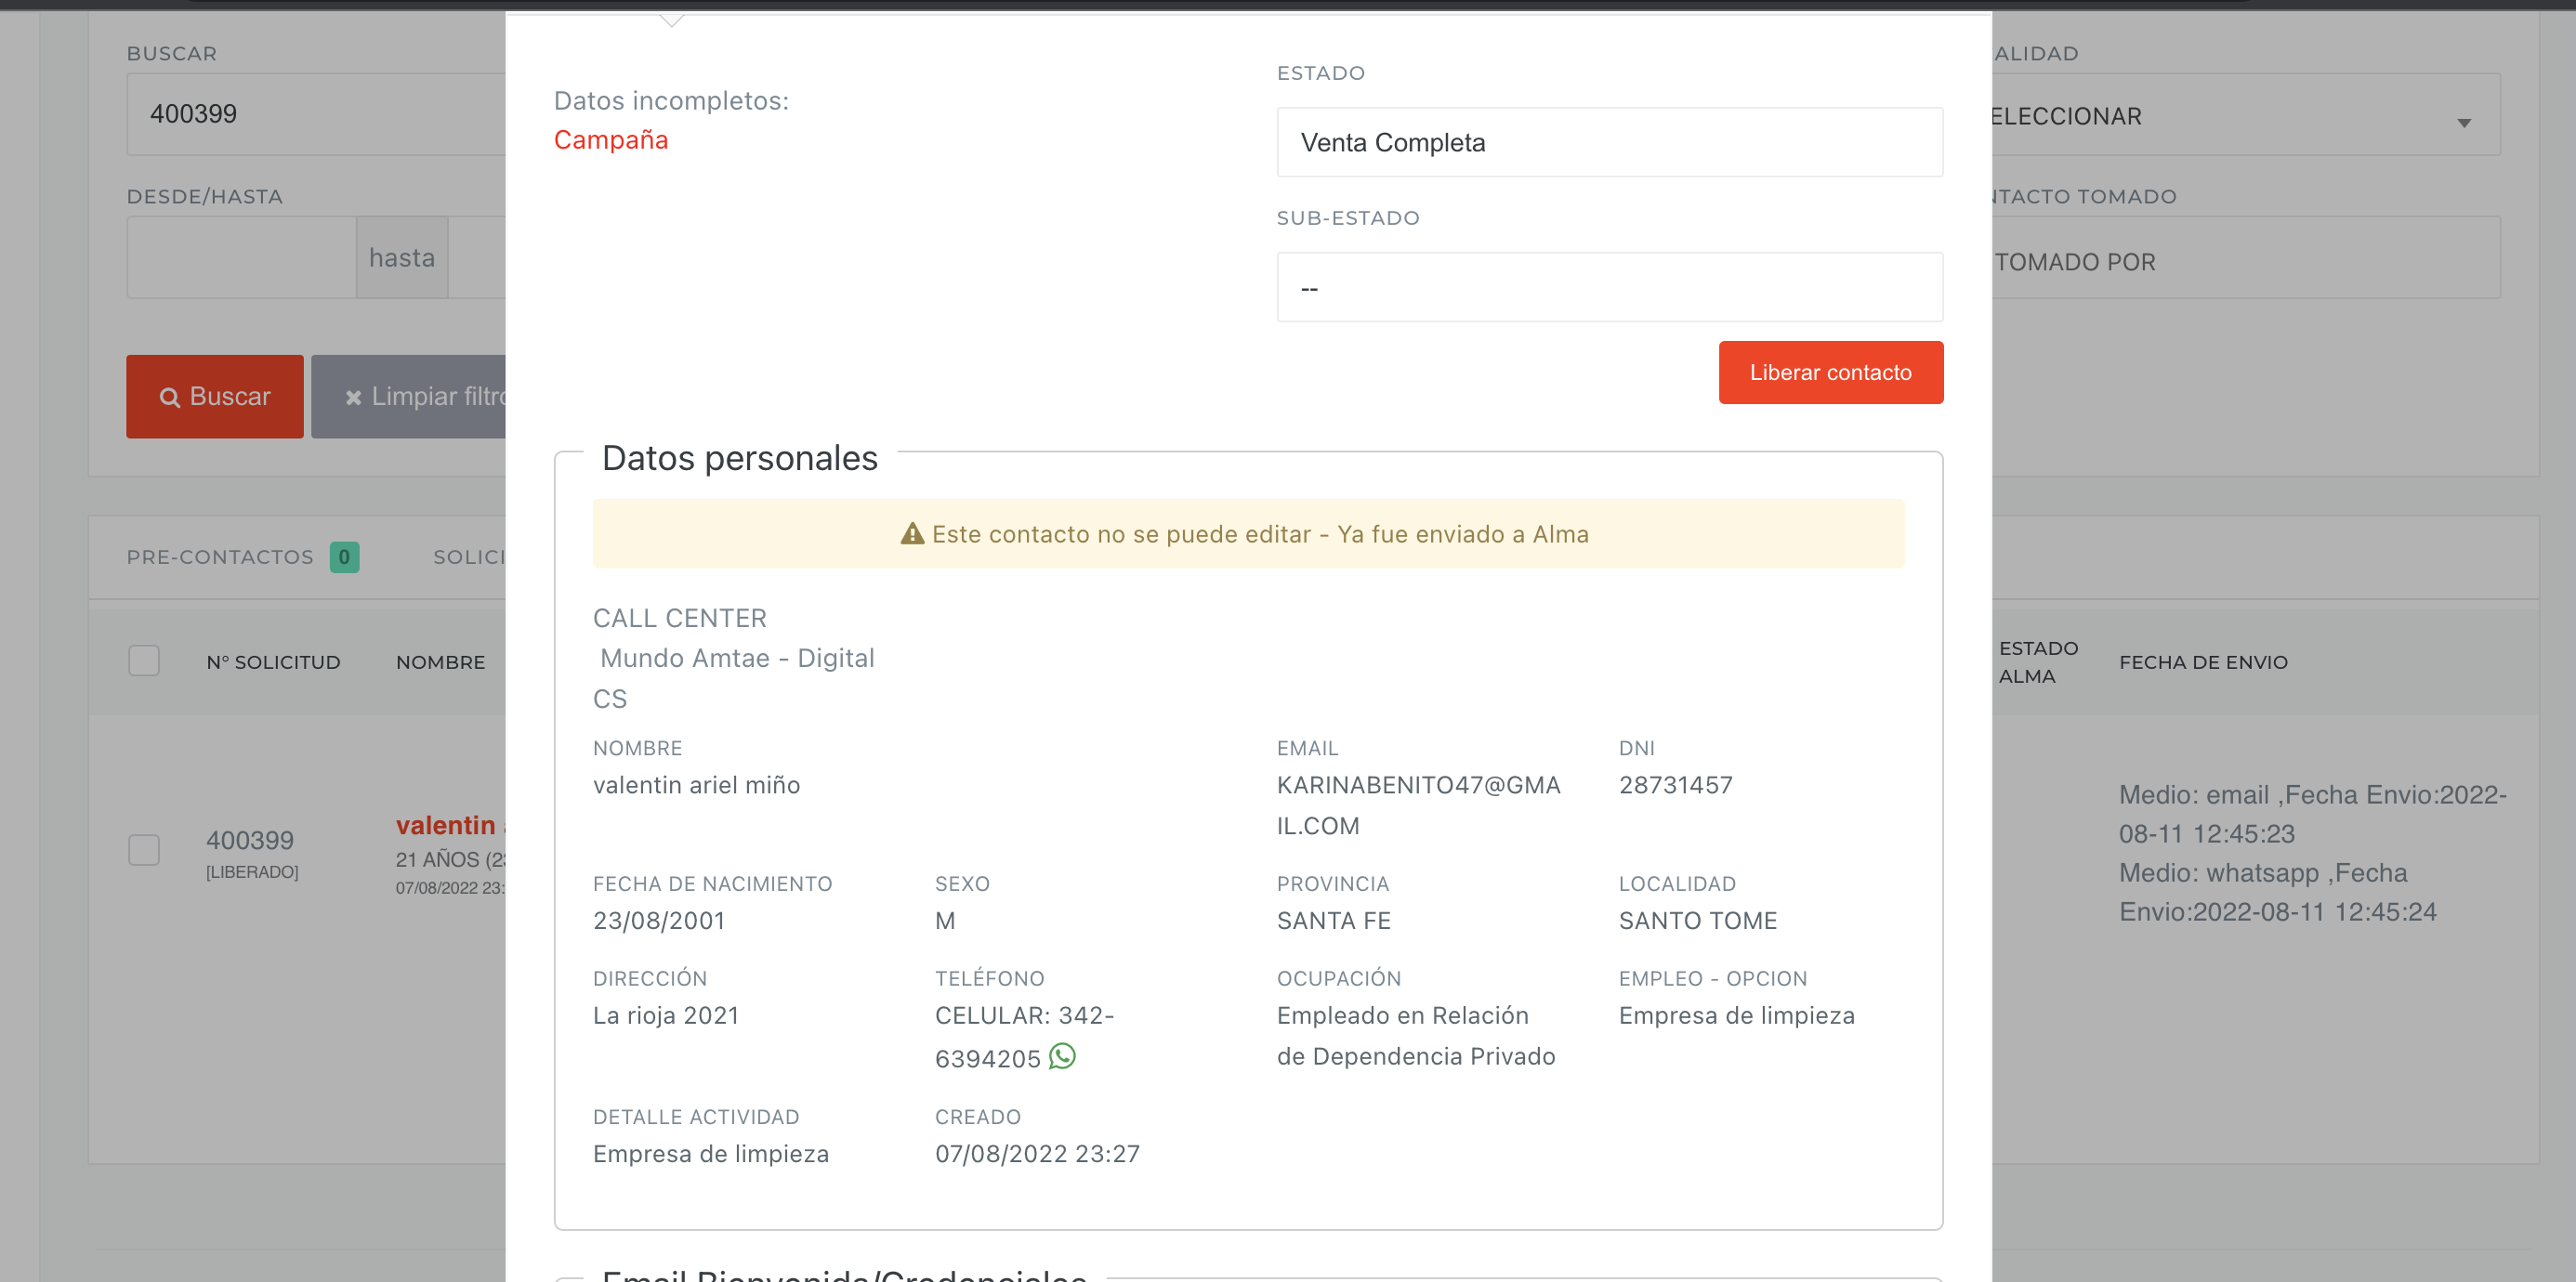 BUSCAR
400399
DESDE/HASTA
hasta
Buscar
Limpiar filtro
PRE-CONTACTOS 0
SOLICI
Nº SOLICITUD
NOMBRE
400399
[LIBERADO]
valentin
21 AÑOS (23
07/08/2022 23:
Datos incompletos:
Campaña
ESTADO
Venta Completa
SUB-ESTADO
--
Liberar contacto
Datos personales
Este contacto no se puede editar - Ya fue enviado a Alma
CALL CENTER
Mundo Amtae - Digital
CS
NOMBRE
valentin ariel miño
EMAIL
KARINABENITO47@GMA
IL.COM
DNI
28731457
FECHA DE NACIMIENTO
23/08/2001
SEXO
M
PROVINCIA
SANTA FE
LOCALIDAD
SANTO TOME
DIRECCIÓN
La rioja 2021
TELÉFONO
CELULAR: 342-
6394205
OCUPACIÓN
Empleado en Relación
de Dependencia Privado
EMPLEO - OPCION
Empresa de limpieza
DETALLE ACTIVIDAD
Empresa de limpieza
CREADO
07/08/2022 23:27
Email Bienvenida/Credenciales
ALIDAD
ELECCIONAR
NTACTO TOMADO
TOMADO POR
ESTADO
ALMA
FECHA DE ENVIO
Medio: email ,Fecha Envio:2022-
08-11 12:45:23
Medio: whatsapp ,Fecha
Envio:2022-08-11 12:45:24